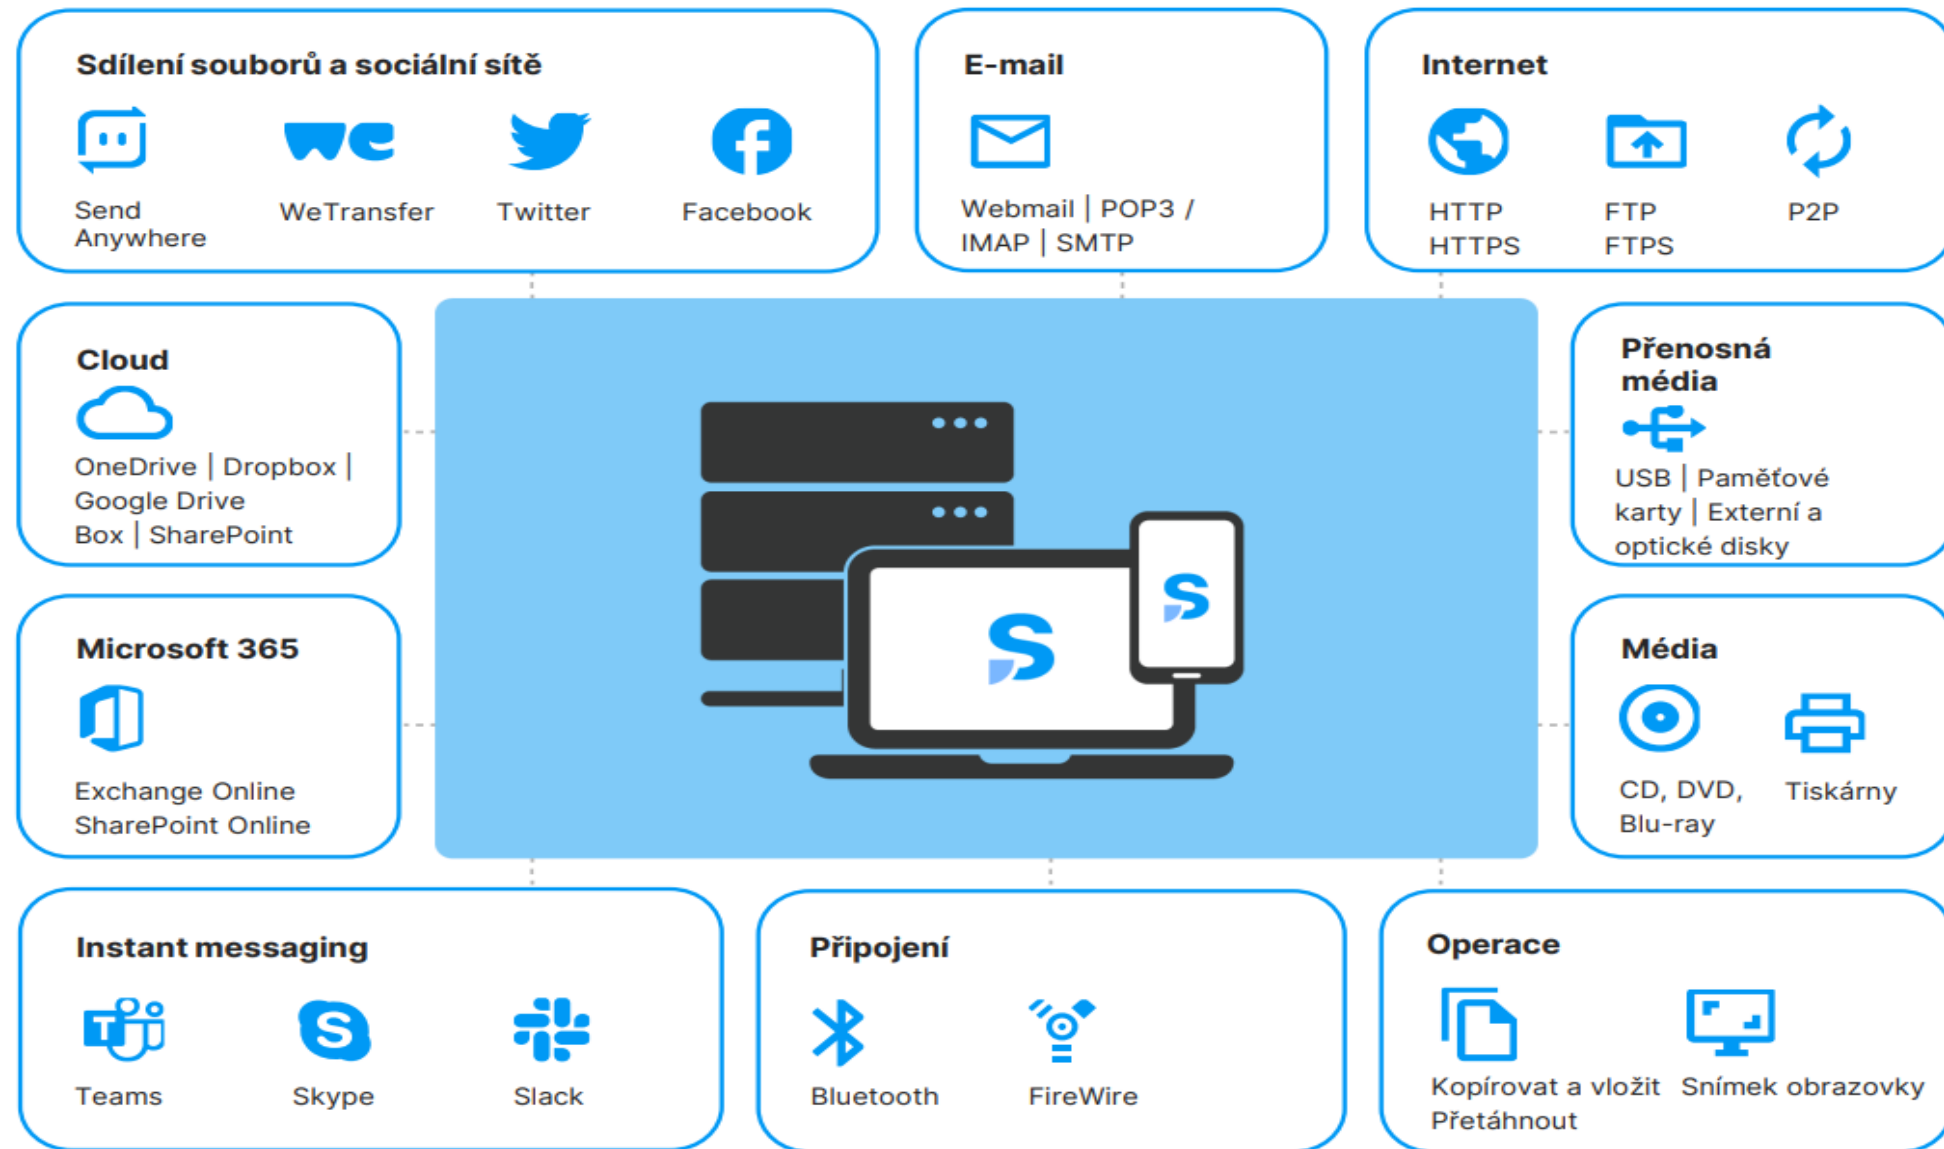 Sdílení souborů a sociální sítě
Send
Anywhere
WeTransfer
Twitter
Facebook
E-mail
Webmail | POP3 /
IMAP | SMTP
Internet
HTTP
HTTPS
FTP
FTPS
P2P
Cloud
OneDrive | Dropbox |
Google Drive
Box | SharePoint
Přenosná
média
USB | Paměťové
karty | Externí a
optické disky
Microsoft 365
Exchange Online
SharePoint Online
Média
CD, DVD,
Blu-ray
Tiskárny
Instant messaging
Teams
Skype
Slack
Připojení
Bluetooth
FireWire
Operace
Kopírovat a vložit
Přetáhnout
Snímek obrazovky